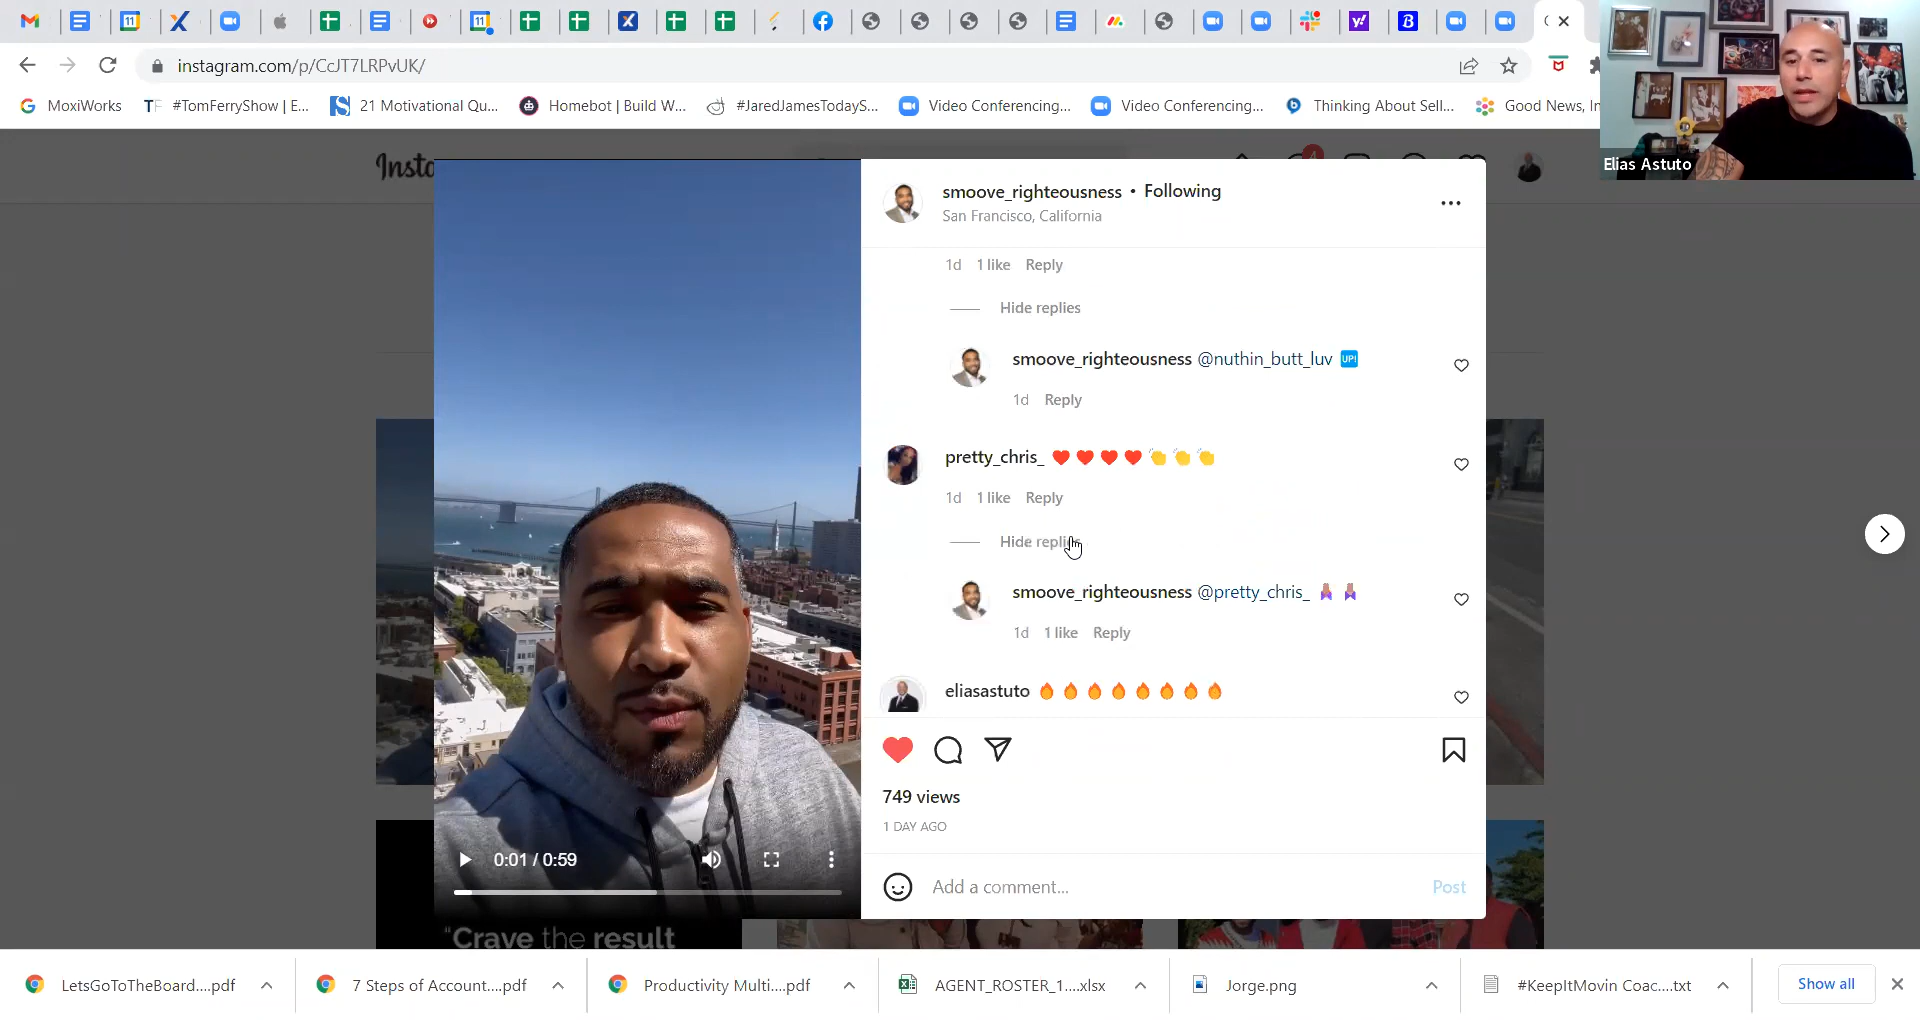 instagram.com/p/CcJT7LRPvUK/
MoxiWorks
#TomFerryShow | E...
21 Motivational Qu...
Homebot | Build W...
#JaredJamesTodayS...
Video Conferencing...
Video Conferencing...
Thinking About Sell...
Good News, In
Elias Astuto
Insta
4
smoove_righteousness • Following
San Francisco, California
1d 1 like Reply
Hide replies
smoove_righteousness @nuthin_butt_luv UP!
1d Reply
pretty_chris_
1d 1 like Reply
Hide replies
smoove_righteousness @pretty_chris_
1d 1 like Reply
eliasastuto
749 views
1 DAY AGO
0:01 / 0:59
Add a comment...
Post
"Crave the result
LetsGoToTheBoard....pdf
7 Steps of Account....pdf
Productivity Multi....pdf
AGENT_ROSTER_1....xlsx
Jorge.png
#KeepItMovin Coac....txt
Show all